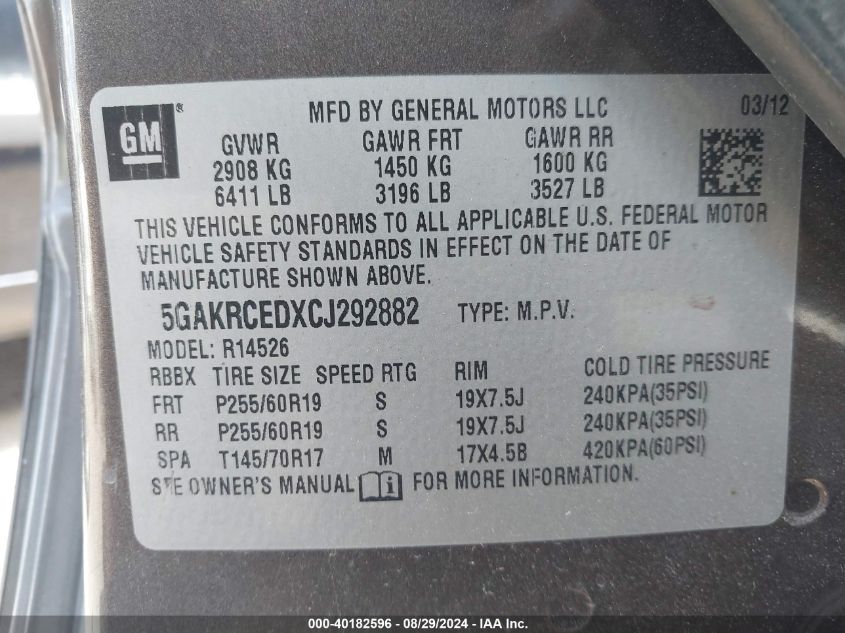 GM®
MFD BY GENERAL MOTORS LLC 03/12
GVWR GAWR FRT GAWR RR
2908 KG 1450 KG 1600 KG
6411 LB 3196 LB 3527 LB
THIS VEHICLE CONFORMS TO ALL APPLICABLE U.S. FEDERAL MOTOR
VEHICLE SAFETY STANDARDS IN EFFECT ON THE DATE OF
MANUFACTURE SHOWN ABOVE.
5GAKRCEDXCJ292882 TYPE: M.P.V.
MODEL: R14526
RBBX TIRE SIZE SPEED RTG RIM COLD TIRE PRESSURE
FRT P255/60R19 S 19X7.5J 240KPA(35PSI)
RR P255/60R19 S 19X7.5J 240KPA(35PSI)
SPA T145/70R17 M 17X4.5B 420KPA(60PSI)
SEE OWNER'S MANUAL i FOR MORE INFORMATION.
000-40182596 - 08/29/2024 - IAA Inc.